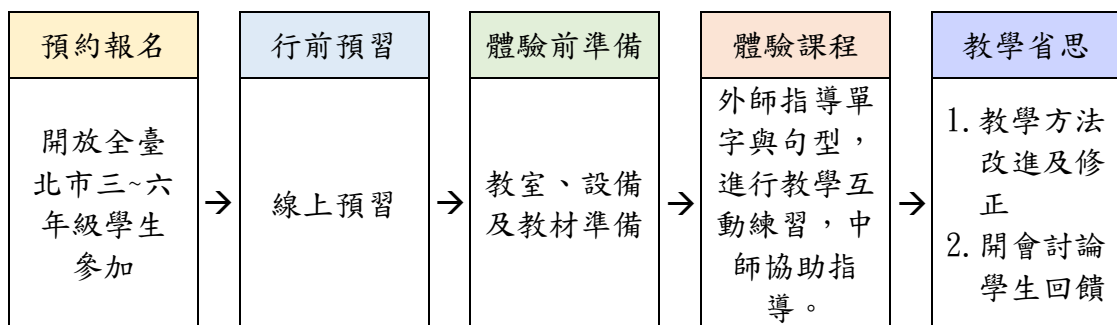 預約報名
開放全臺
北市三~六
年級學生
參加
→
行前預習
線上預習
→
體驗前準備
教室、設備
及教材準備
→
體驗課程
外師指導單
字與句型，
進行教學互
動練習，中
師協助指
導。
→
教學省思
1. 教學方法
改進及修
正
2. 開會討論
學生回饋